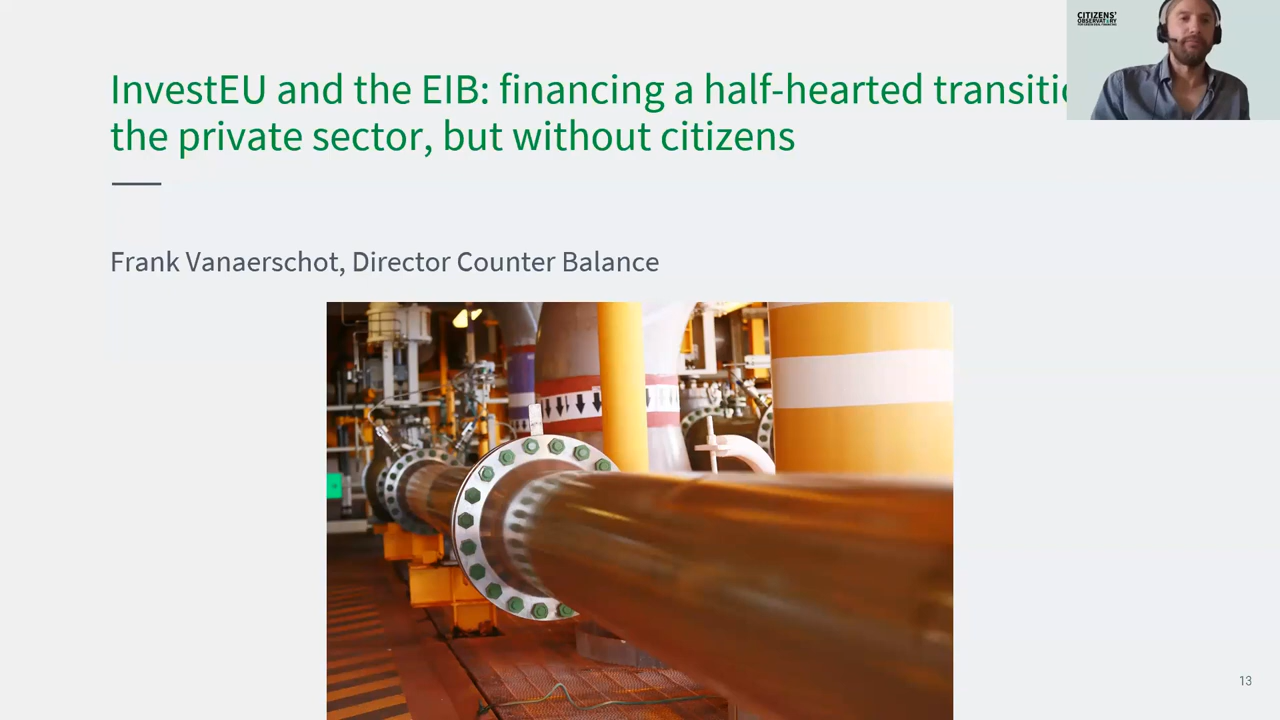 CITIZENS'
OBSERVATORY
InvestEU and the EIB: financing a half-hearted
the private sector, but without citizens
Frank Vanaerschot, Director Counter Balance
13